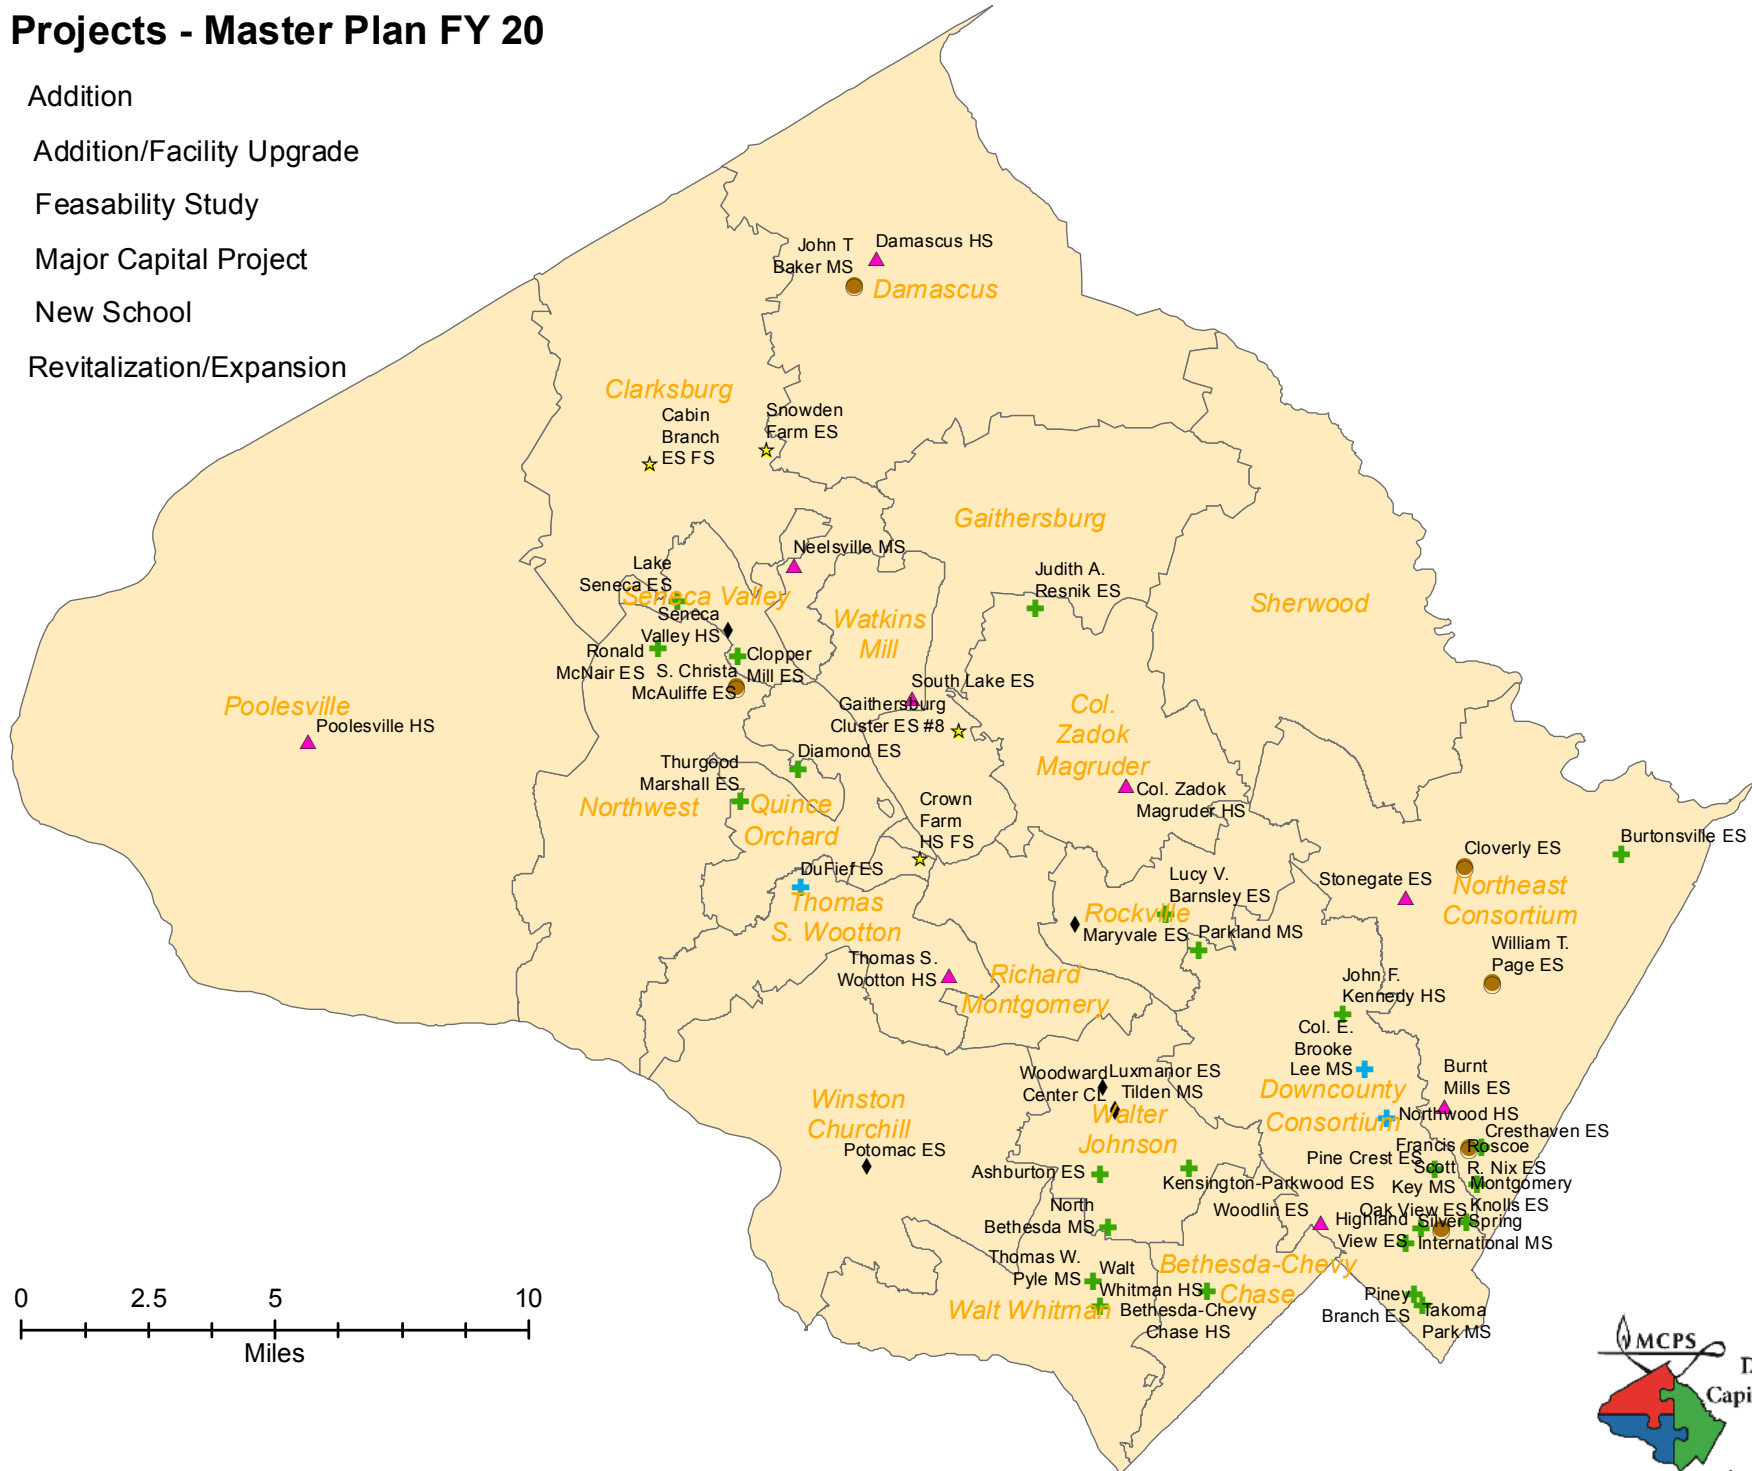 Projects - Master Plan FY 20
Addition
Addition/Facility Upgrade
Feasability Study
Major Capital Project
New School
Revitalization/Expansion
John T
Baker MS
Damascus HS
Damascus
Clarksburg
Cabin
Branch
ES FS
Snowden
Farm ES
Gaithersburg
Neelsville MS
Lake
Seneca ES
Seneca Valley
Seneca
Valley HS
Judith A.
Resnik ES
Sherwood
Watkins
Mill
Ronald
McNair ES
Clopper
Mill ES
S. Christa
McAuliffe ES
South Lake ES
Gaithersburg
Cluster ES #8
Poolesville
Poolesville HS
Col.
Zadok
Magruder
Col. Zadok
Magruder HS
Diamond ES
Thurgood
Marshall ES
Northwest
Quince
Orchard
Crown
Farm
HS FS
DuFief ES
Thomas
S. Wootton
Burtonsville ES
Cloverly ES
Stonegate ES
Northeast
Consortium
Lucy V.
Barnsley ES
Rockville
Maryvale ES
Parkland MS
William T.
Page ES
Thomas S.
Wootton HS
Richard
Montgomery
John F.
Kennedy HS
Col. E.
Brooke
Lee MS
Burnt
Mills ES
Woodward
Center CL
Luxmanor ES
Tilden MS
Walter
Johnson
Downcounty
Consortium
Northwood HS
Winston
Churchill
Potomac ES
Cresthaven ES
Francis
Scott
Key MS
Roscoe
R. Nix ES
Pine Crest ES
Ashburton ES
Kensington-Parkwood ES
Montgomery
Knolls ES
Woodlin ES
Oak View ES
Highland
View ES
Silver Spring
International MS
North
Bethesda MS
Thomas W.
Pyle MS
Walt
Whitman HS
Walt Whitman
Bethesda-Chevy
Chase
Bethesda-Chevy
Chase HS
Piney
Branch ES
Takoma
Park MS
0 2.5 5 10
Miles
MCPS
D
Capi